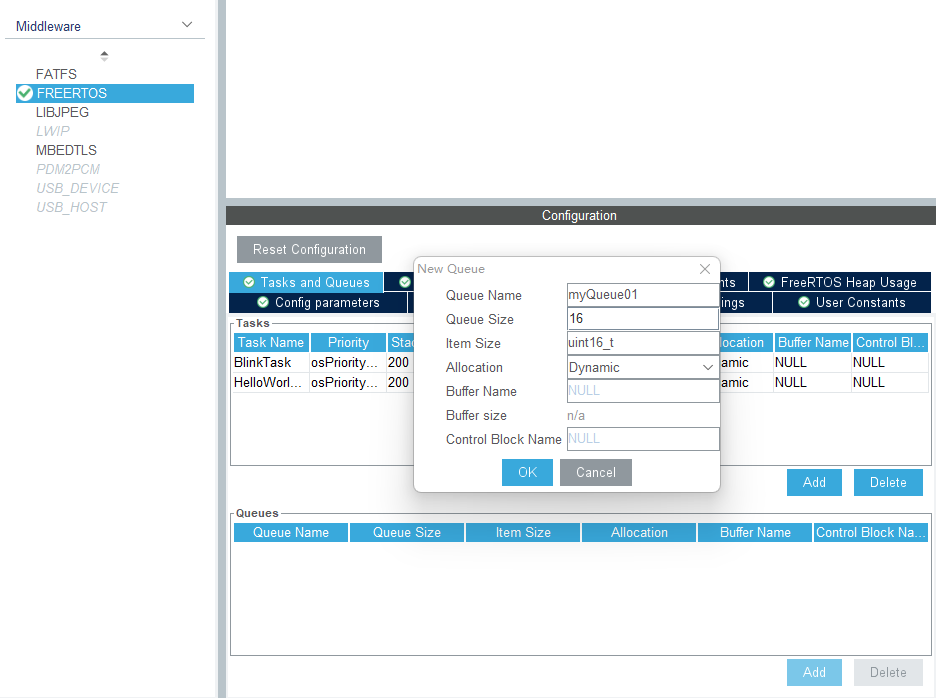 Middleware
FATFS
FREERTOS
LIBJPEG
LWIP
MBEDTLS
PDM2PCM
USB_DEVICE
USB_HOST
Configuration
Reset Configuration
Tasks and Queues
nts
FreeRTOS Heap Usage
Config parameters
ings
User Constants
Tasks
Task Name Priority Stac location Buffer Name Control Bl...
BlinkTask osPriority... 200 amic NULL NULL
HelloWorl... osPriority... 200 amic NULL NULL
Add Delete
New Queue
Queue Name myQueue01
Queue Size 16
Item Size uint16_t
Allocation Dynamic
Buffer Name NULL
Buffer size n/a
Control Block Name NULL
OK Cancel
Queues
Queue Name Queue Size Item Size Allocation Buffer Name Control Block Na...
Add Delete